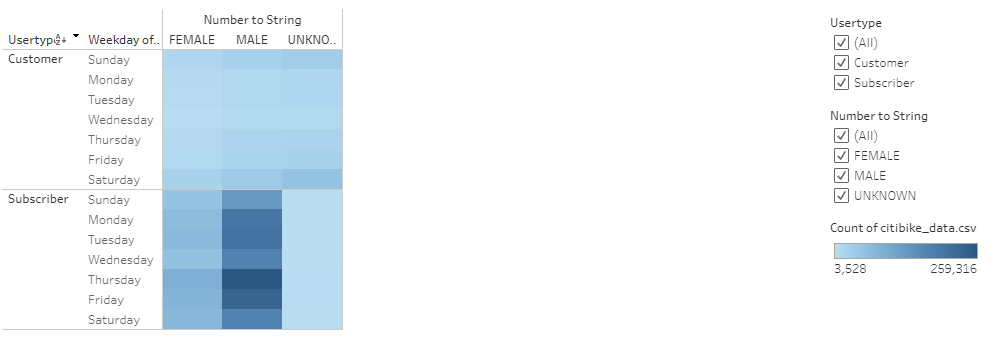 Number to String
Usertyp Weekday of.. FEMALE MALE UNKNO..
Customer Sunday
Monday
Tuesday
Wednesday
Thursday
Friday
Saturday
Subscriber Sunday
Monday
Tuesday
Wednesday
Thursday
Friday
Saturday
Usertype
(All)
Customer
Subscriber
Number to String
(All)
FEMALE
MALE
UNKNOWN
Count of citibike_data.csv
3,528 259,316